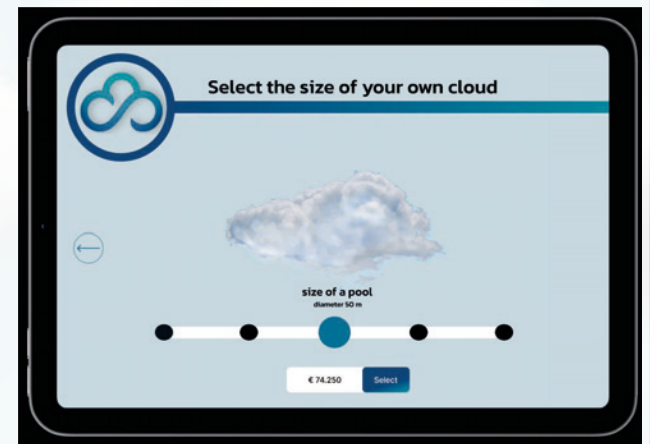 Select the size of your own cloud
size of a pool
diameter 50 m
€ 74.250
Select